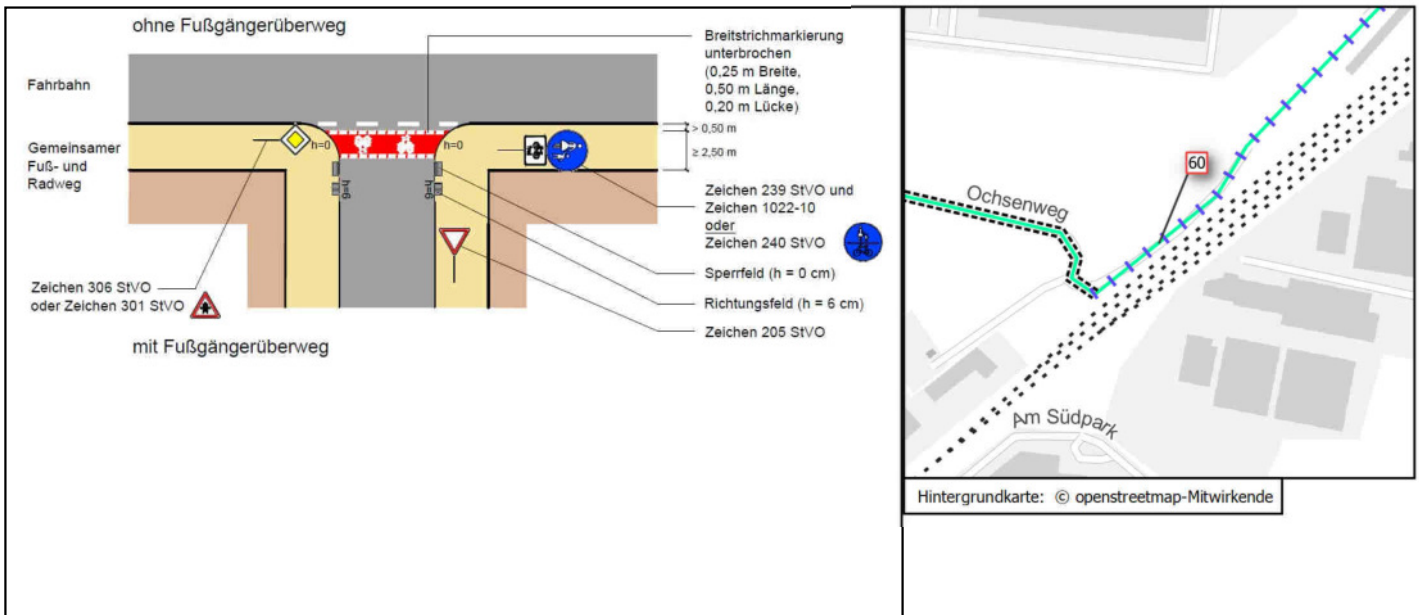 ohne Fußgängerüberweg
Breitstrichmarkierung
unterbrochen
(0,25 m Breite,
0,50 m Länge,
0,20 m Lücke)
Fahrbahn
> 0,50 m
h=0
h=0
Gemeinsamer
Fuß- und
Radweg
≥ 2,50 m
h=6
h=6
Zeichen 239 StVO und
Zeichen 1022-10
oder
Zeichen 240 StVO
Sperrfeld (h = 0 cm)
Zeichen 306 StVO
oder Zeichen 301 StVO
Richtungsfeld (h = 6 cm)
Zeichen 205 StVO
mit Fußgängerüberweg
60
Ochsenweg
Am Südpark
Hintergrundkarte: © openstreetmap-Mitwirkende